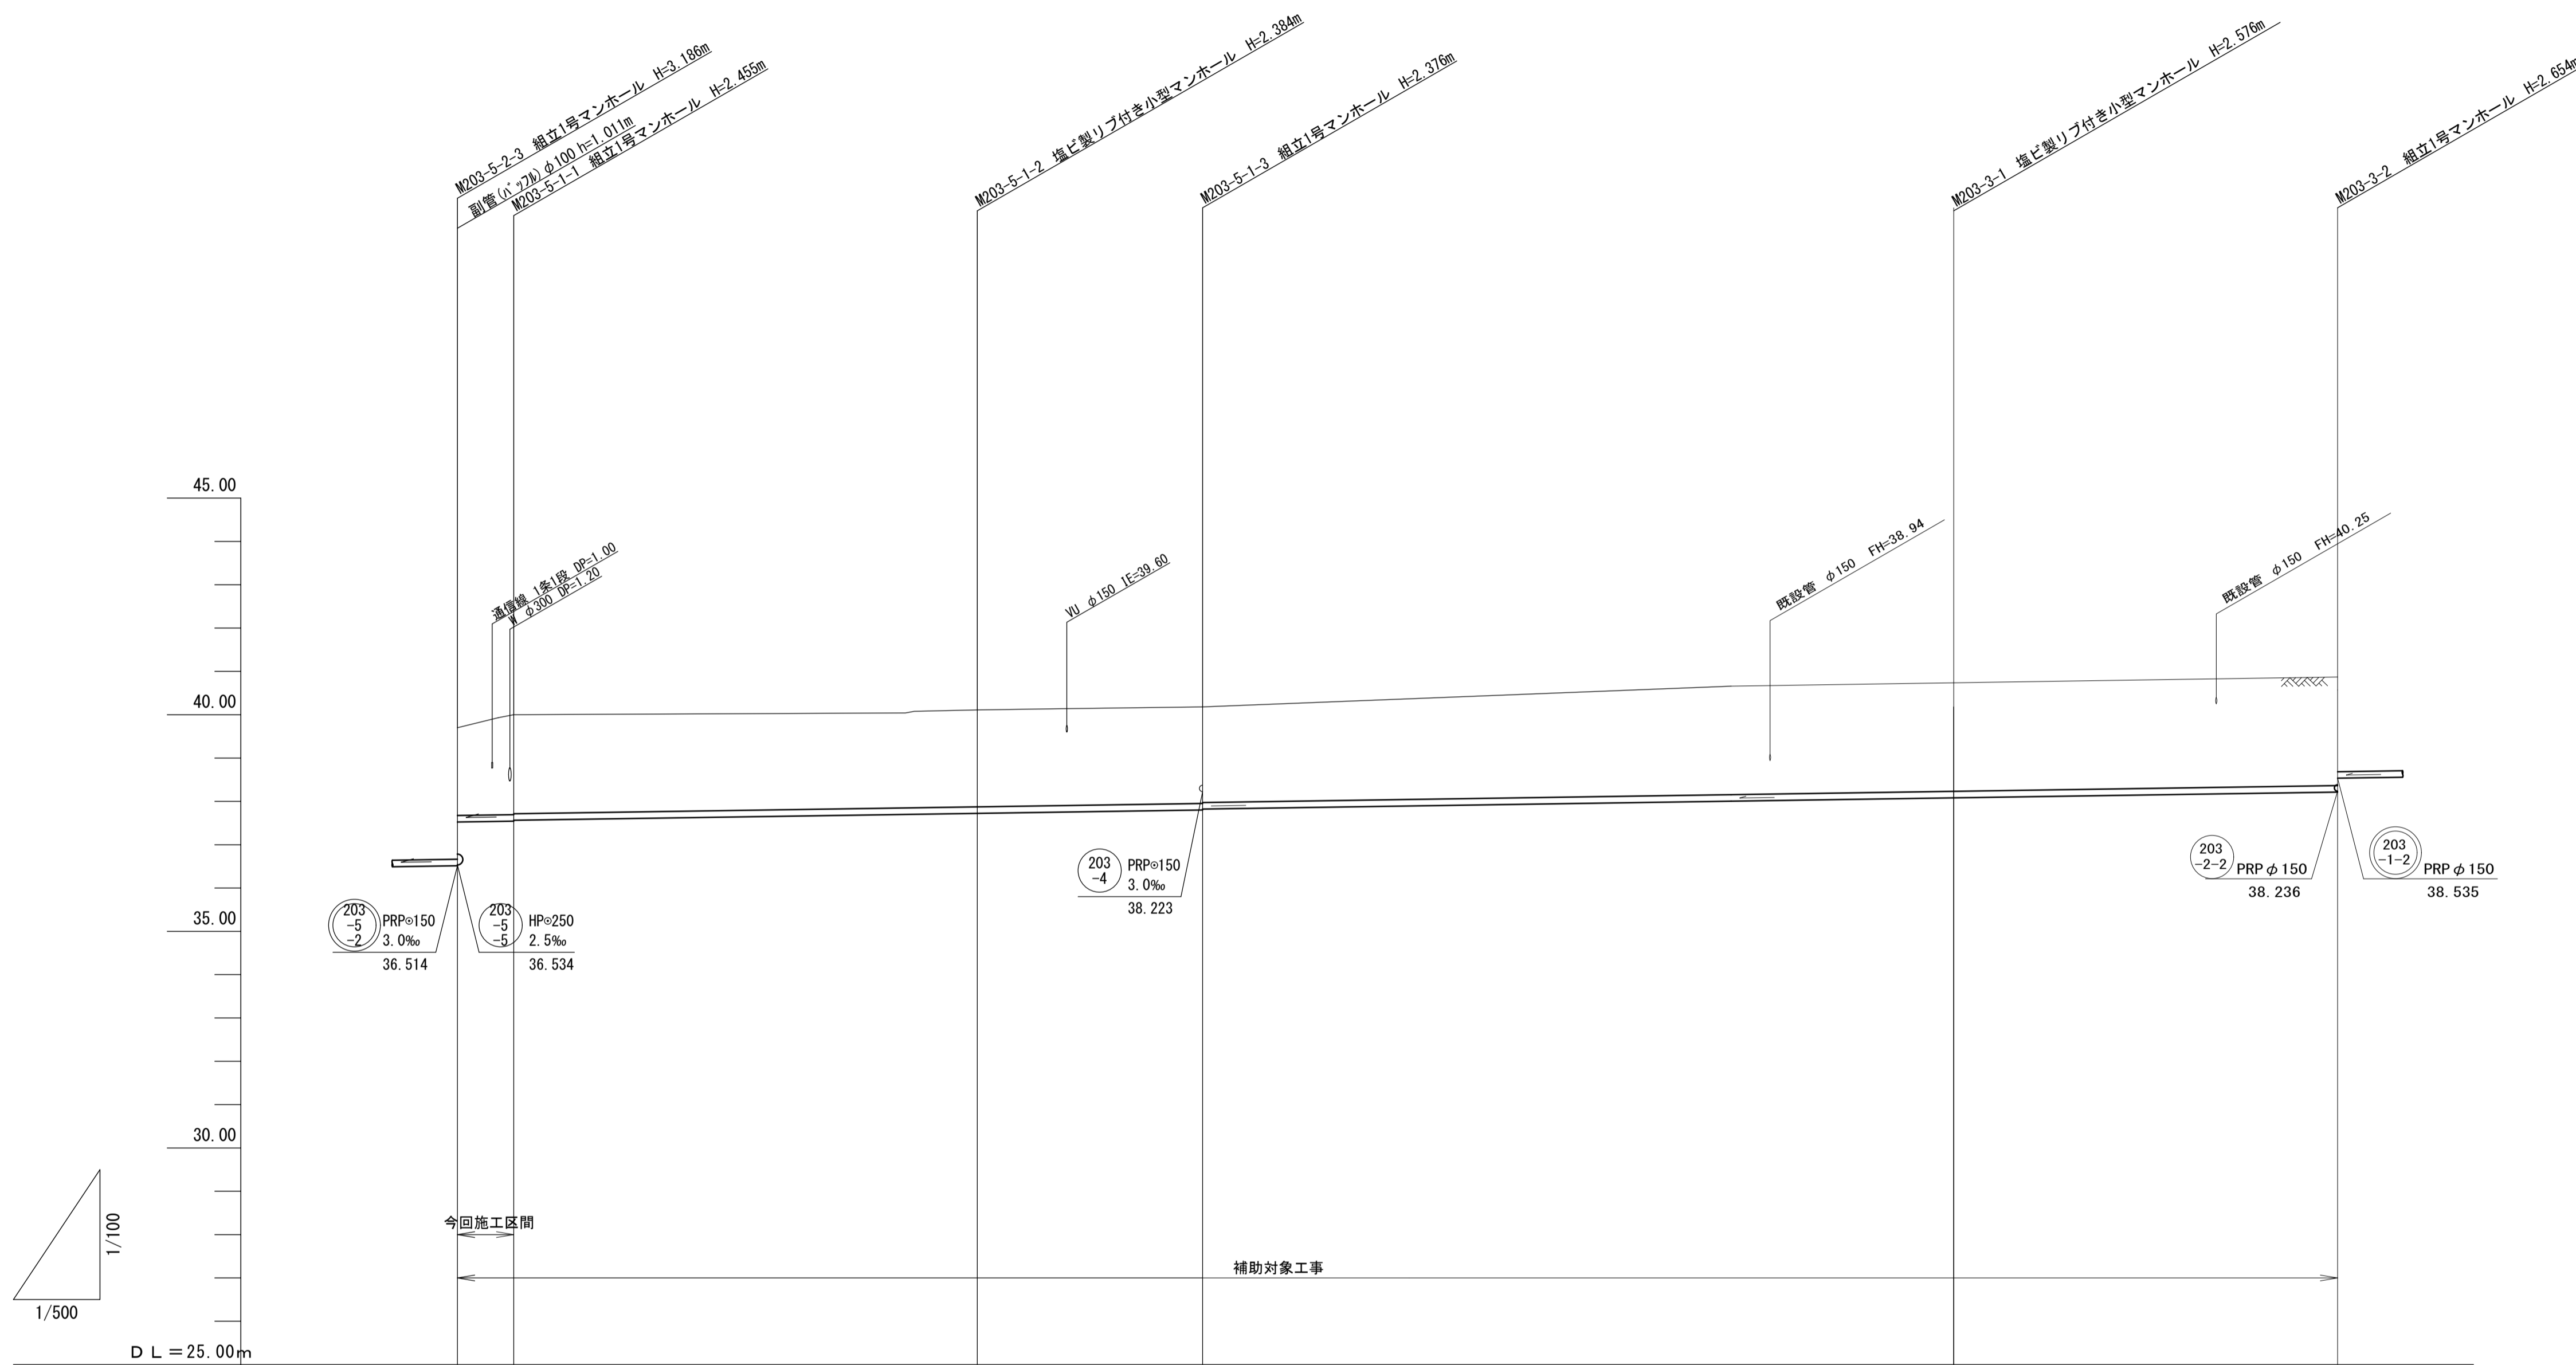 M203-5-2-3　組立1号マンホール　H=3.186m
副管(ﾊﾞｯﾌﾙ)φ100 h=1.011m
M203-5-1-1　組立1号マンホール　H=2.455m
M203-5-1-2　塩ビ製リブ付き小型マンホール　H=2.384m
M203-5-1-3　組立1号マンホール　H=2.376m
M203-3-1　塩ビ製リブ付き小型マンホール　H=2.576m
M203-3-2　組立1号マンホール　H=2.654m
45.00
通信線 1条1段 DP=1.00
W φ300 DP=1.20
VU φ150 IE=39.60
既設管　φ150　FH=38.94
既設管　φ150　FH=40.25
40.00
35.00
203
-5
-2
PRP⊙150
3.0‰
36.514
203
-5
-5
HP⊙250
2.5‰
36.534
203
-4
PRP⊙150
3.0‰
38.223
203
-2-2
PRPφ150
38.236
203
-1-2
PRPφ150
38.535
30.00
今回施工区間
補助対象工事
1/100
1/500
ＤＬ＝25.00m